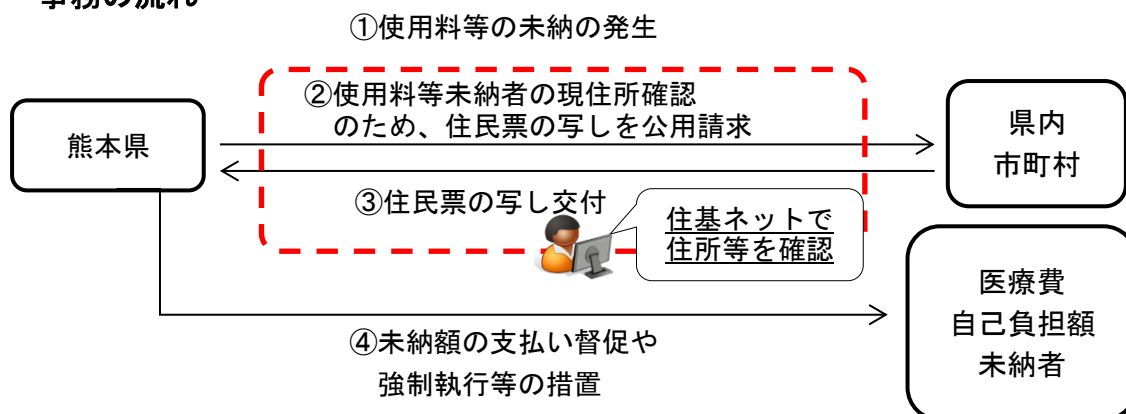 事務の流れ
①使用料等の未納の発生
②使用料等未納者の現住所確認
のため、住民票の写しを公用請求
熊本県
県内
市町村
③住民票の写し交付
住基ネットで
住所等を確認
医療費
自己負担額
未納者
④未納額の支払い督促や
強制執行等の措置